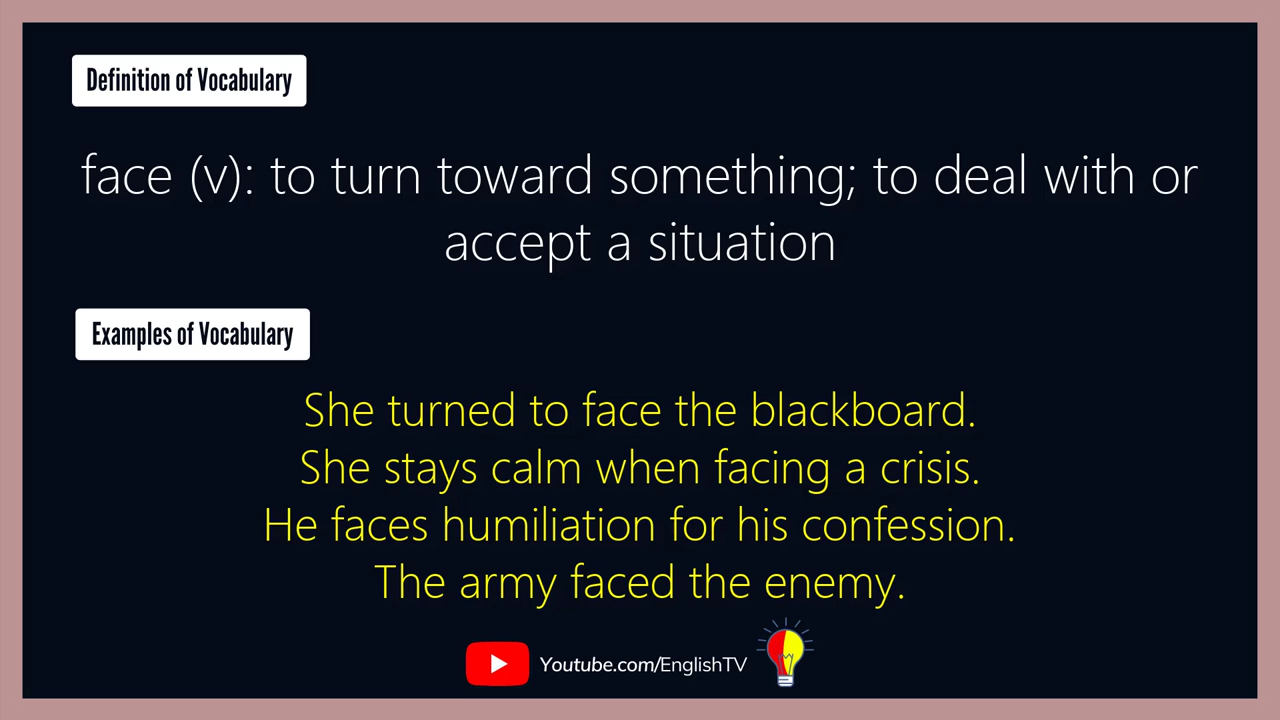 Definition of Vocabulary
face (v): to turn toward something; to deal with or
accept a situation
Examples of Vocabulary
She turned to face the blackboard.
She stays calm when facing a crisis.
He faces humiliation for his confession.
The army faced the enemy.
Youtube.com/EnglishTV